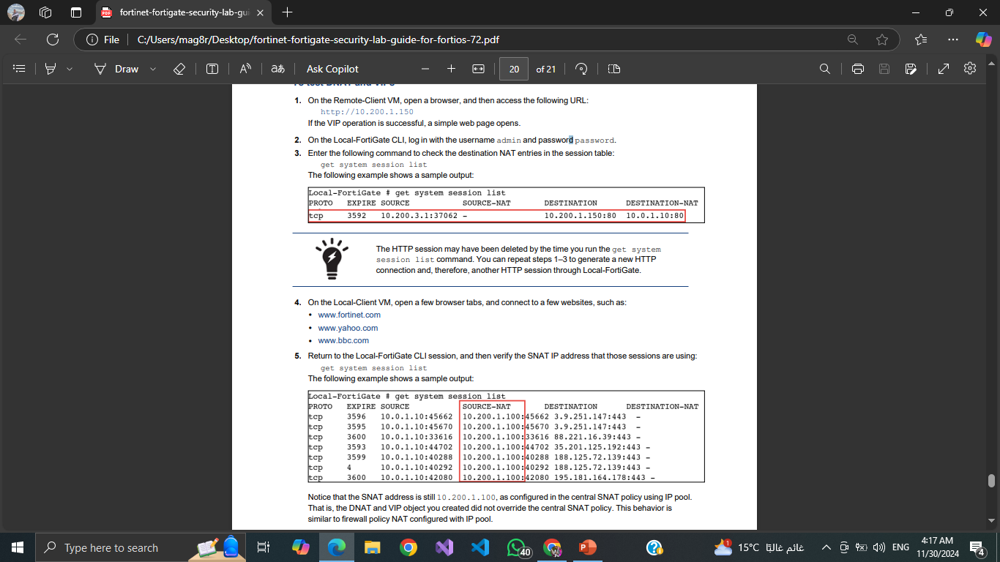 fortinet-fortigate-security-lab-gui
File
C:/Users/mag8r/Desktop/fortinet-fortigate-security-lab-guide-for-fortios-72.pdf
Draw
Ask Copilot
20
of 21
To test DNAT and VIPs
1. On the Remote-Client VM, open a browser, and then access the following URL:
http://10.200.1.150
If the VIP operation is successful, a simple web page opens.
2. On the Local-FortiGate CLI, log in with the username admin and password password.
3. Enter the following command to check the destination NAT entries in the session table:
get system session list
The following example shows a sample output:
Local-FortiGate # get system session list
PROTO EXPIRE SOURCE SOURCE-NAT DESTINATION DESTINATION-NAT
tcp 3592 10.200.3.1:37062 - 10.200.1.150:80 10.0.1.10:80
The HTTP session may have been deleted by the time you run the get system
session list command. You can repeat steps 1–3 to generate a new HTTP
connection and, therefore, another HTTP session through Local-FortiGate.
4. On the Local-Client VM, open a few browser tabs, and connect to a few websites, such as:
• www.fortinet.com
• www.yahoo.com
• www.bbc.com
5. Return to the Local-FortiGate CLI session, and then verify the SNAT IP address that those sessions are using:
get system session list
The following example shows a sample output:
Local-FortiGate # get system session list
PROTO EXPIRE SOURCE SOURCE-NAT DESTINATION DESTINATION-NAT
tcp 3596 10.0.1.10:45662 10.200.1.100:45662 3.9.251.147:443 -
tcp 3595 10.0.1.10:45670 10.200.1.100:45670 3.9.251.147:443 -
tcp 3600 10.0.1.10:33616 10.200.1.100:33616 88.221.16.39:443 -
tcp 3593 10.0.1.10:44702 10.200.1.100:44702 35.201.125.192:443 -
tcp 3599 10.0.1.10:40288 10.200.1.100:40288 188.125.72.139:443 -
tcp 4 10.0.1.10:40292 10.200.1.100:40292 188.125.72.139:443 -
tcp 3600 10.0.1.10:42080 10.200.1.100:42080 195.181.164.178:443 -
Notice that the SNAT address is still 10.200.1.100, as configured in the central SNAT policy using IP pool.
That is, the DNAT and VIP object you created did not override the central SNAT policy. This behavior is
similar to firewall policy NAT configured with IP pool.
Type here to search
40
1
15°C غائم غالبًا
ENG
4:17 AM
11/30/2024
4